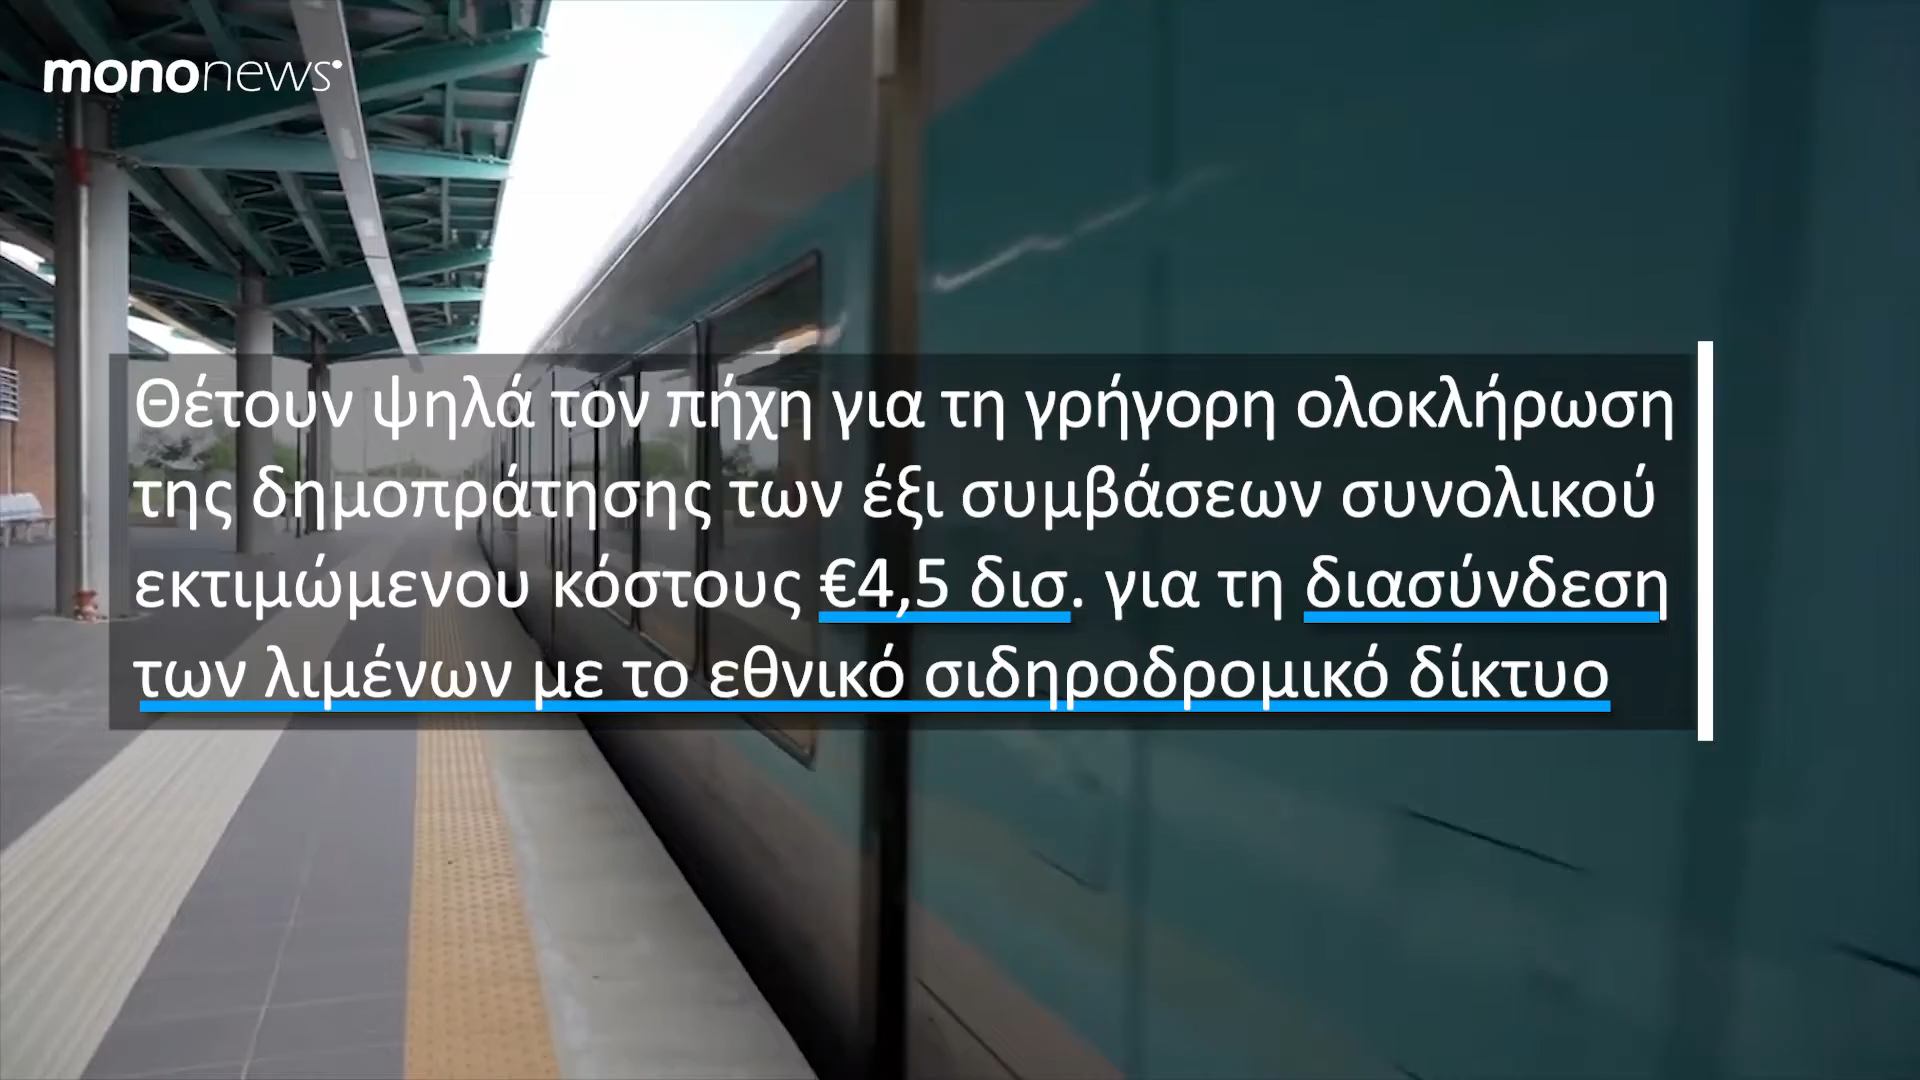 mononews
Θέτουν ψηλά τον πήχη για τη γρήγορη ολοκλήρωση
της δημοπράτησης των έξι συμβάσεων συνολικού
εκτιμώμενου κόστους €4,5 δισ. για τη διασύνδεση
των λιμένων με το εθνικό σιδηροδρομικό δίκτυο